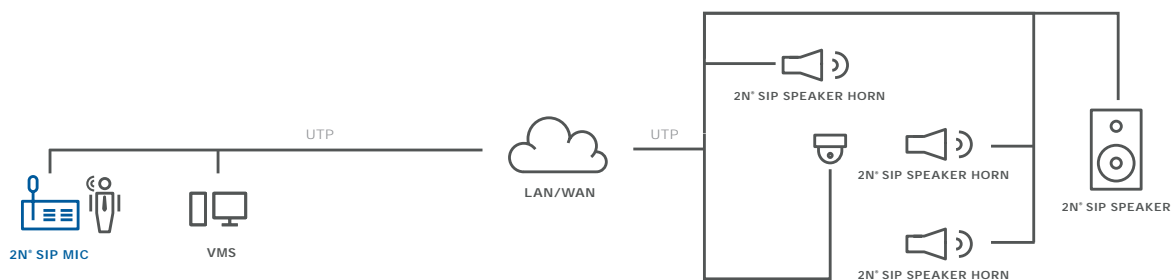 UTP
UTP
2N® SIP SPEAKER HORN
LAN/WAN
2N® SIP SPEAKER HORN
2N® SIP SPEAKER
2N® SIP MIC
VMS
2N® SIP SPEAKER HORN